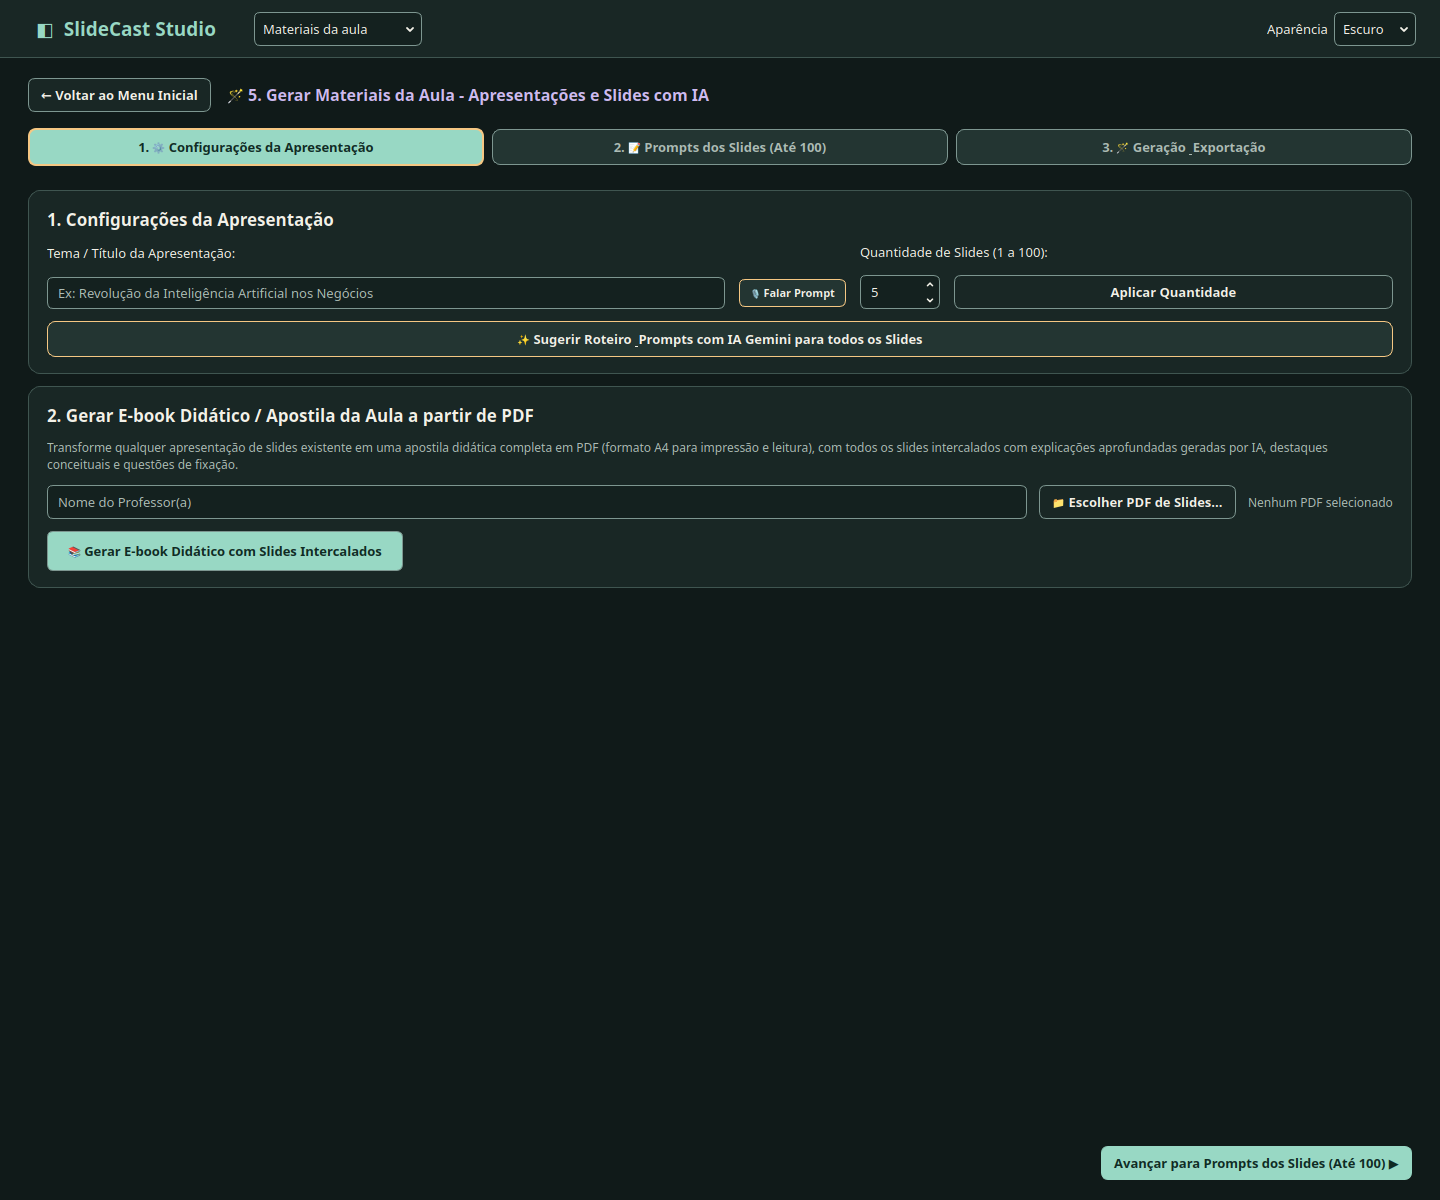 SlideCast Studio
Materiais da aula
Aparência
Escuro
← Voltar ao Menu Inicial
5. Gerar Materiais da Aula - Apresentações e Slides com IA
1. Configurações da Apresentação
2. Prompts dos Slides (Até 100)
3. Geração _Exportação
1. Configurações da Apresentação
Tema / Título da Apresentação:
Quantidade de Slides (1 a 100):
Ex: Revolução da Inteligência Artificial nos Negócios
Falar Prompt
5
Aplicar Quantidade
✨ Sugerir Roteiro _Prompts com IA Gemini para todos os Slides
2. Gerar E-book Didático / Apostila da Aula a partir de PDF
Transforme qualquer apresentação de slides existente em uma apostila didática completa em PDF (formato A4 para impressão e leitura), com todos os slides intercalados com explicações aprofundadas geradas por IA, destaques
conceituais e questões de fixação.
Nome do Professor(a)
Escolher PDF de Slides...
Nenhum PDF selecionado
Gerar E-book Didático com Slides Intercalados
Avançar para Prompts dos Slides (Até 100) ▶